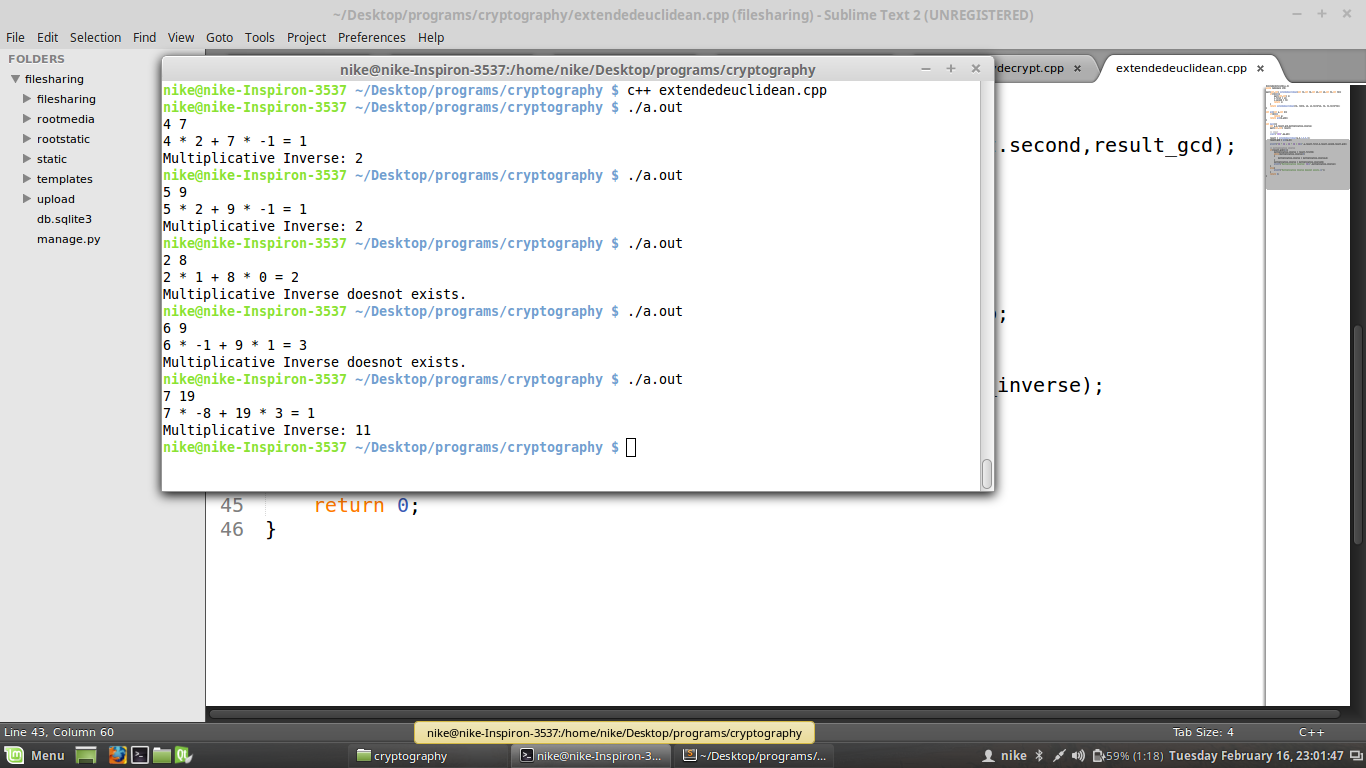 ~/Desktop/programs/cryptography/extendedeuclidean.cpp (filesharing) - Sublime Text 2 (UNREGISTERED)
File Edit Selection Find View Goto Tools Project Preferences Help
FOLDERS
filesharing
filesharing
rootmedia
rootstatic
static
templates
upload
db.sqlite3
manage.py
decrypt.cpp
extendedeuclidean.cpp
nike@nike-Inspiron-3537:/home/nike/Desktop/programs/cryptography
nike@nike-Inspiron-3537 ~/Desktop/programs/cryptography $ c++ extendedeuclidean.cpp
nike@nike-Inspiron-3537 ~/Desktop/programs/cryptography $ ./a.out
4 7
4 * 2 + 7 * -1 = 1
Multiplicative Inverse: 2
nike@nike-Inspiron-3537 ~/Desktop/programs/cryptography $ ./a.out
5 9
5 * 2 + 9 * -1 = 1
Multiplicative Inverse: 2
nike@nike-Inspiron-3537 ~/Desktop/programs/cryptography $ ./a.out
2 8
2 * 1 + 8 * 0 = 2
Multiplicative Inverse doesnot exists.
nike@nike-Inspiron-3537 ~/Desktop/programs/cryptography $ ./a.out
6 9
6 * -1 + 9 * 1 = 3
Multiplicative Inverse doesnot exists.
nike@nike-Inspiron-3537 ~/Desktop/programs/cryptography $ ./a.out
7 19
7 * -8 + 19 * 3 = 1
Multiplicative Inverse: 11
nike@nike-Inspiron-3537 ~/Desktop/programs/cryptography $
.second,result_gcd);
;
_inverse);
45 return 0;
46 }
Line 43, Column 60
nike@nike-Inspiron-3537:/home/nike/Desktop/programs/cryptography
Tab Size: 4
C++
Menu
cryptography
nike@nike-Inspiron-3...
~/Desktop/programs/...
nike
59% (1:18)
Tuesday February 16, 23:01:47